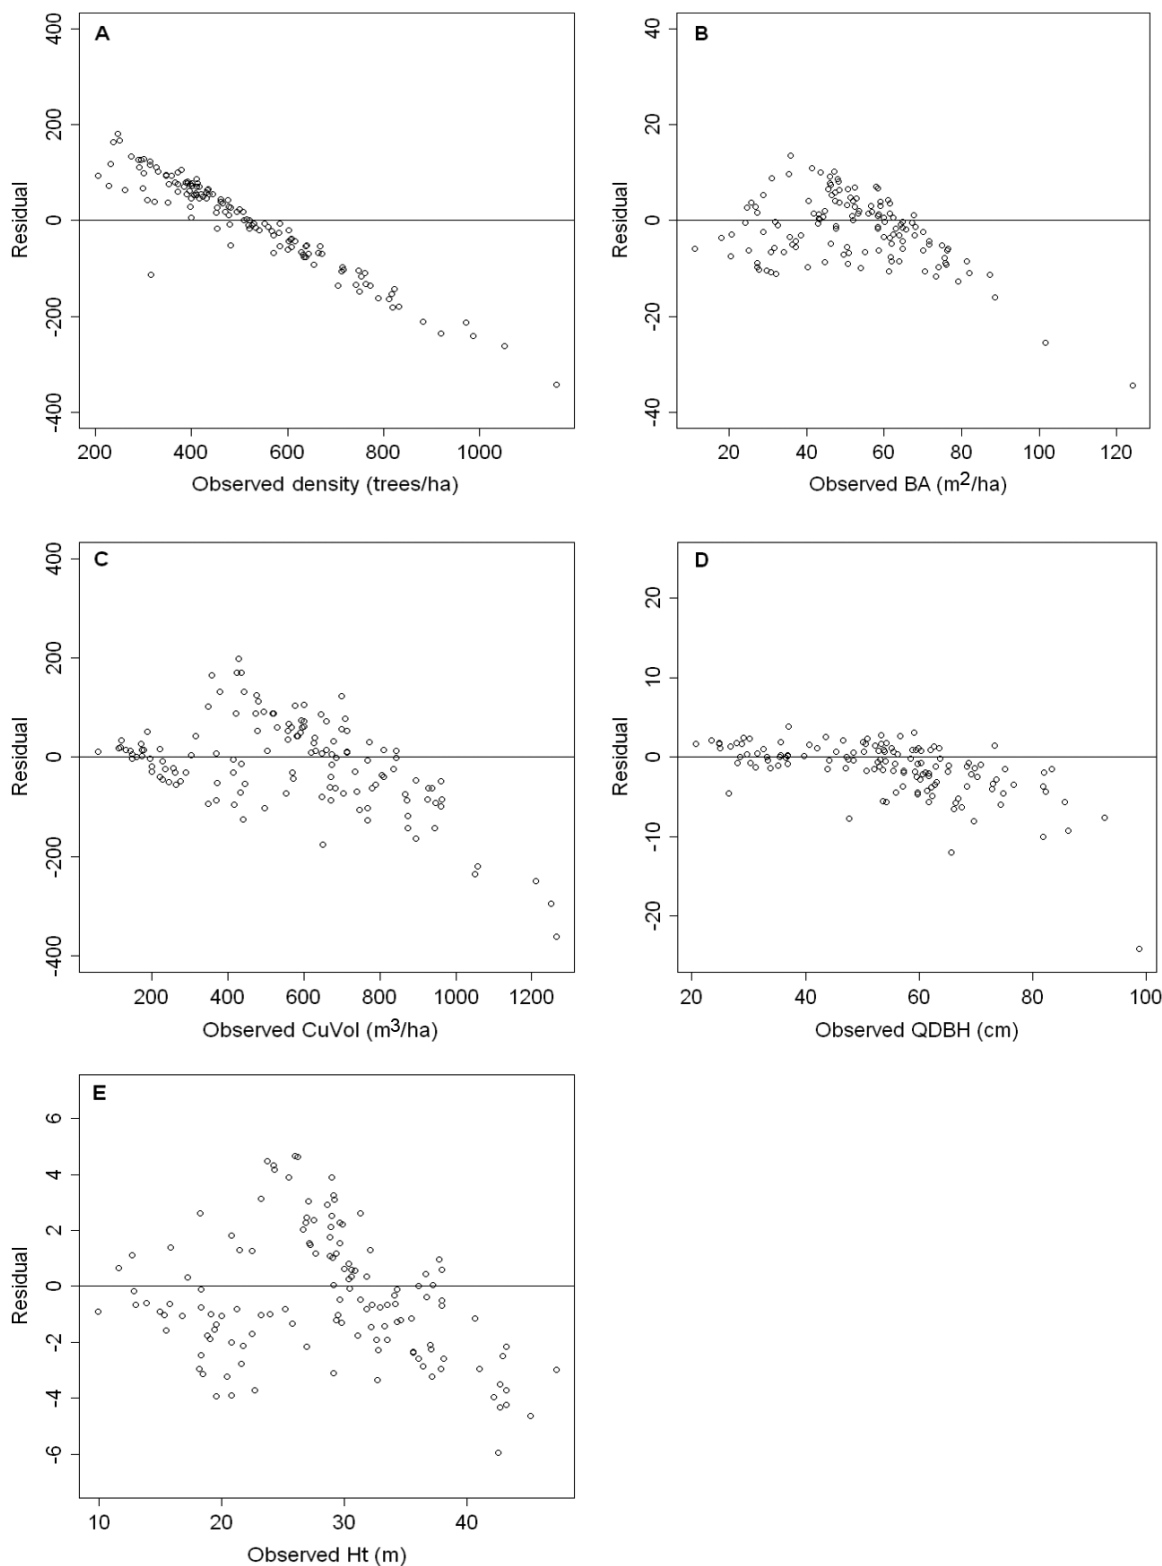 A
400
200
0
-200
-400
Residual
200 400 600 800 1000
Observed density (trees/ha)
B
40
20
0
-20
-40
Residual
20 40 60 80 100 120
Observed BA (m²/ha)
C
400
200
0
-200
-400
Residual
200 400 600 800 1000 1200
Observed CuVol (m³/ha)
D
20
10
0
-10
-20
Residual
20 40 60 80 100
Observed QDBH (cm)
E
6
4
2
0
-2
-4
-6
Residual
10 20 30 40
Observed Ht (m)